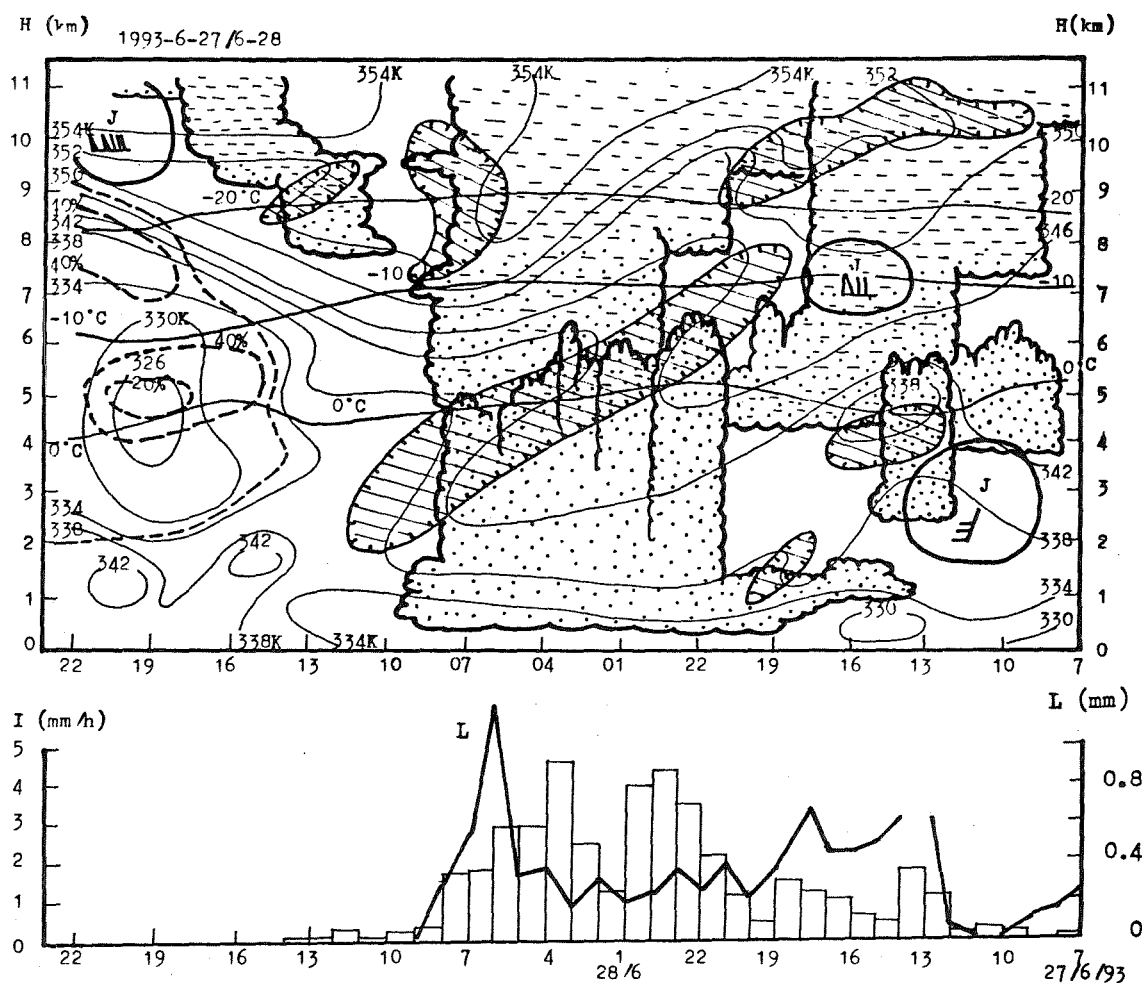 H (km) H(km)
1993-6-27/6-28
354K 354K 354K 352
11 11
J
354K 10 10 350
352
350 9 9
-20°C -20
40%
342 8 8 346
338
40% -10 J
334 7 7 -10
-10°C 330K 6 6
40%
326 5 5 0°C
20% 0°C 338
4 4
0°C
3 342
334 3 J
338 2 2 338
342 342
1 1 334
330 330
0 338K 334K 0
22 19 16 13 10 07 04 01 22 19 16 13 10 7
I (mm/h) L (mm)
L
5
4 0.8
3
2 0.4
1
0 0
22 19 16 13 10 7 4 1 22 19 16 13 10 7
28/6 27/6/93